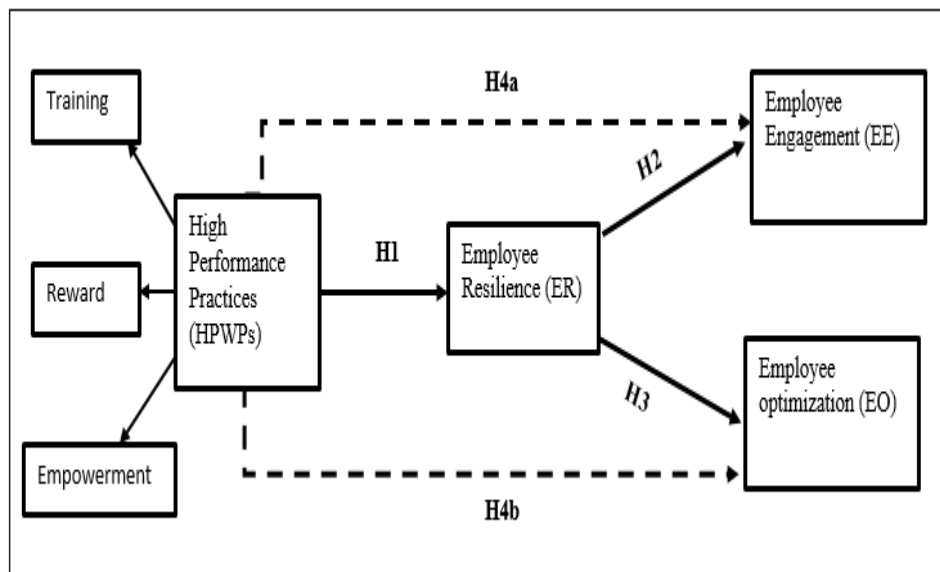 H4a
Training
Employee
Engagement (EE)
H2
High
Performance
Practices
(HPWPs)
H1
Employee
Resilience (ER)
Reward
H3
Employee
optimization (EO)
Empowerment
H4b